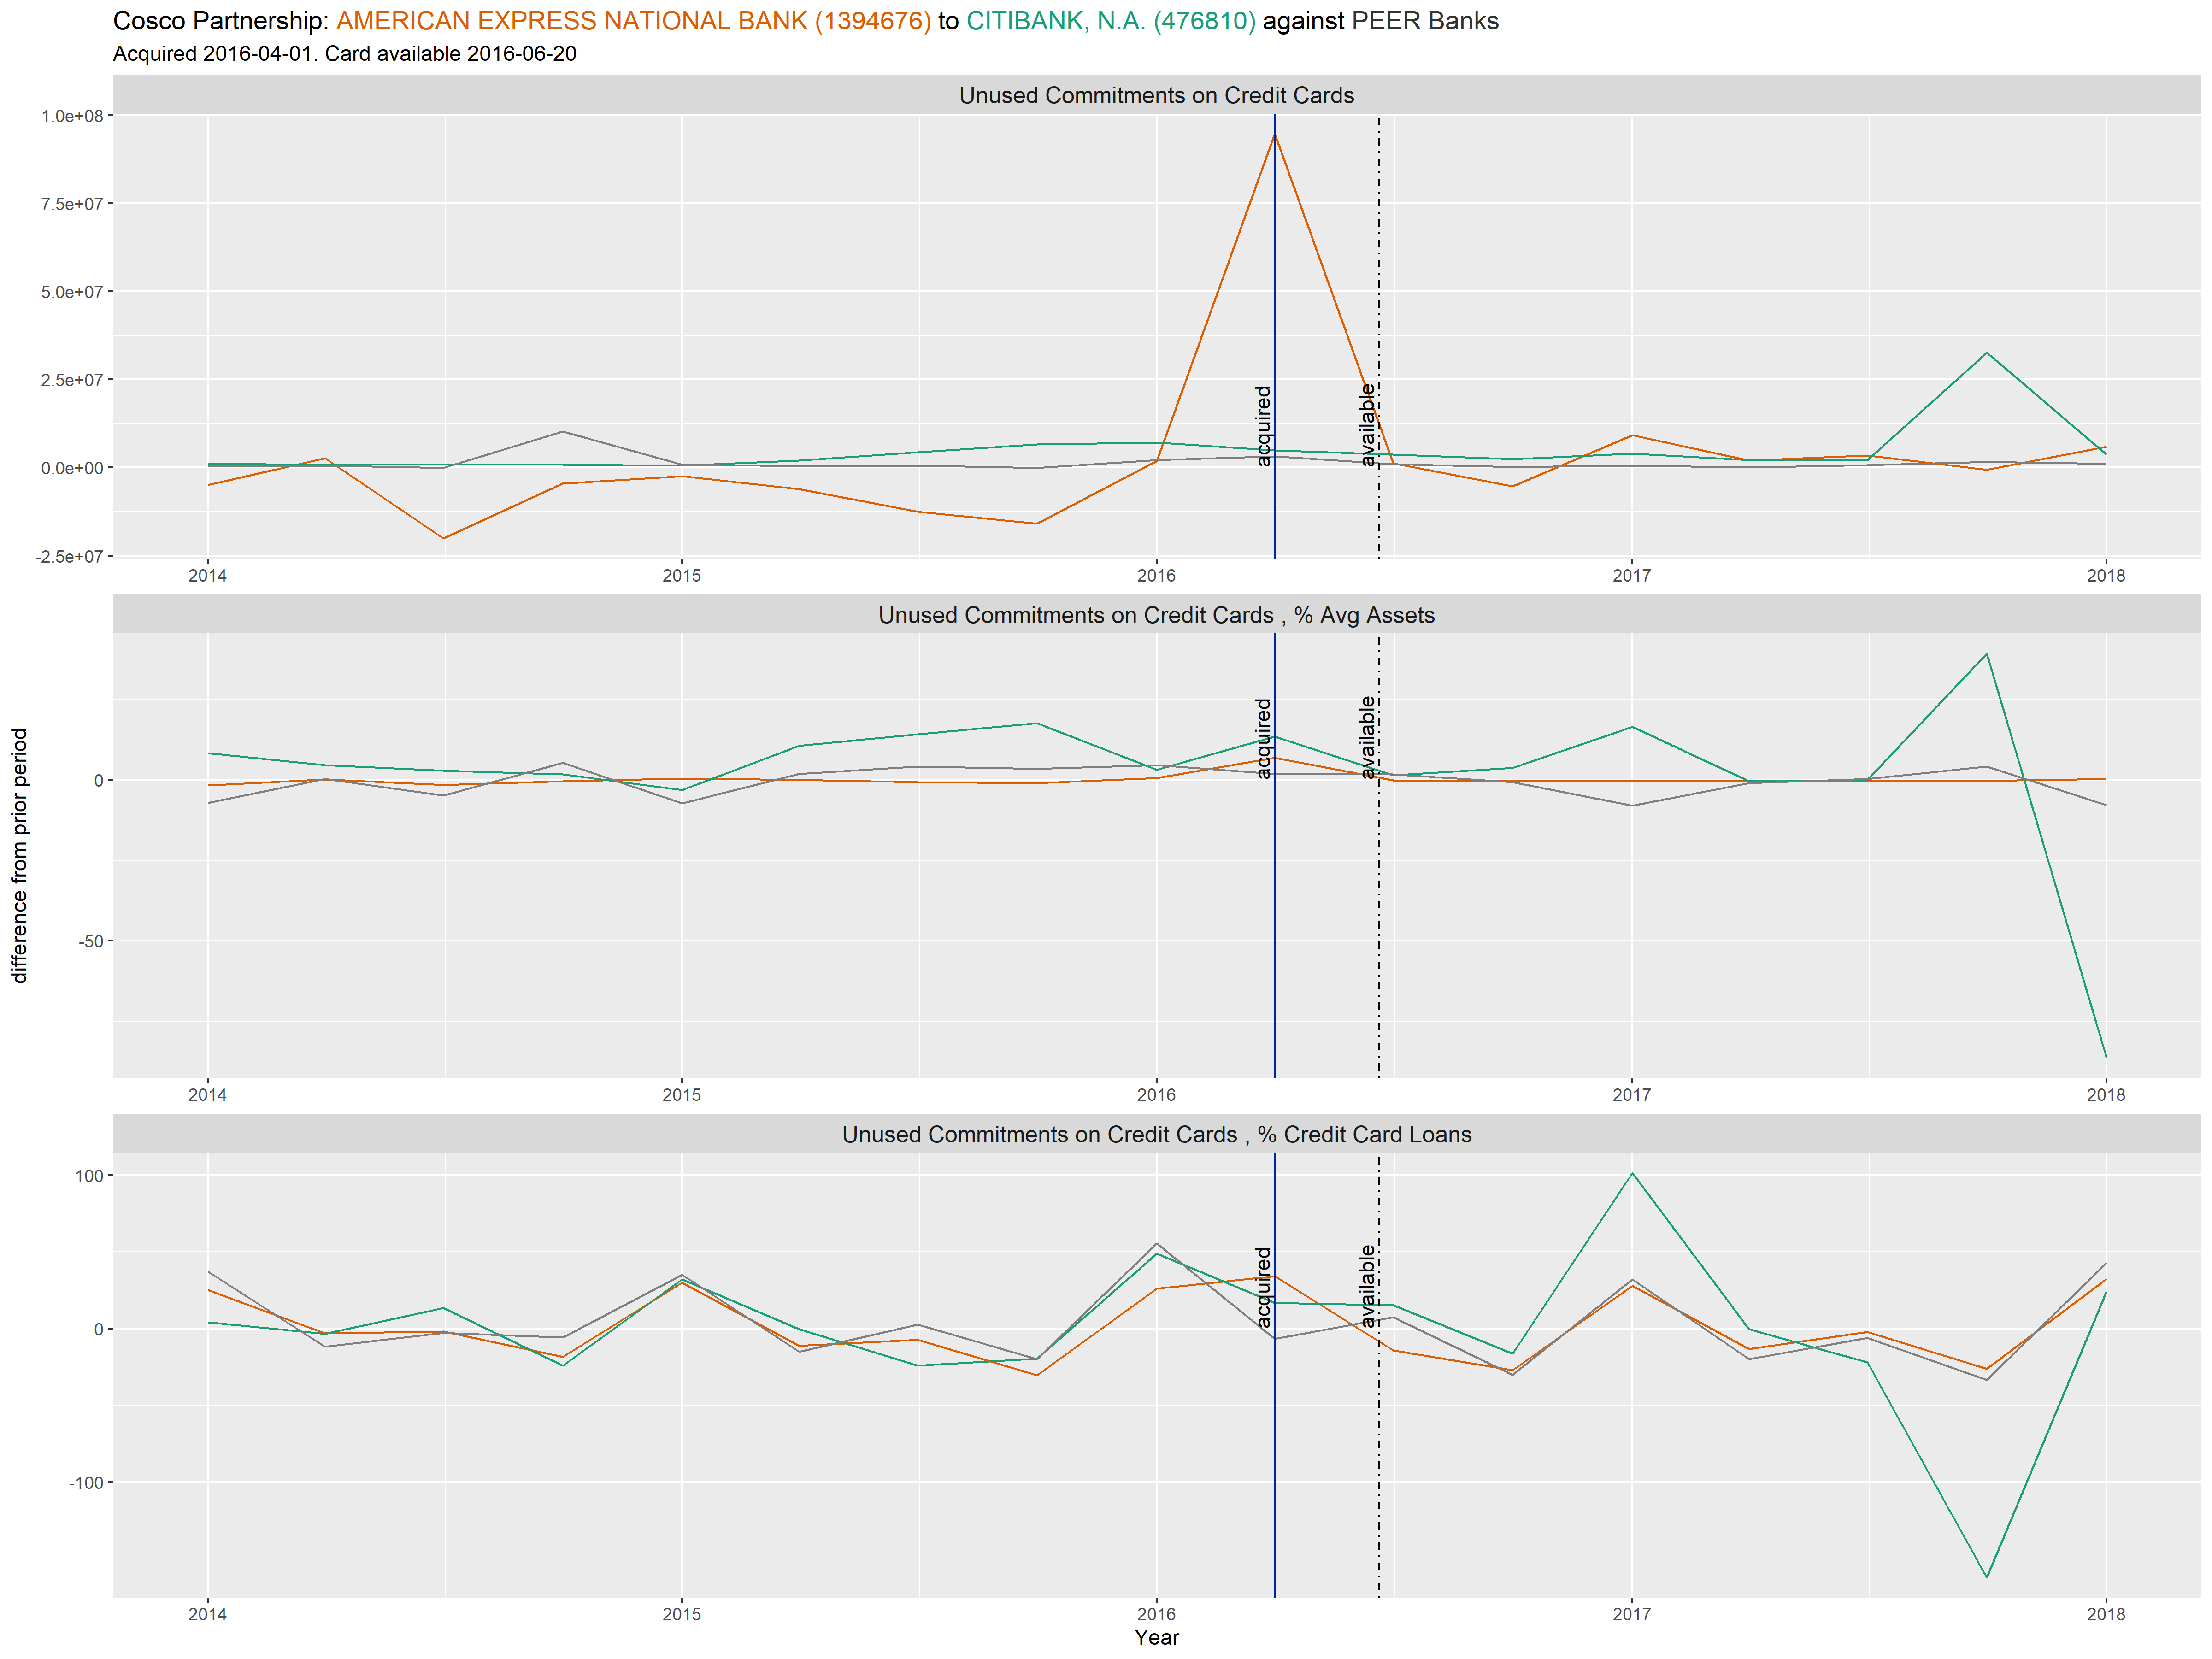 Cosco Partnership: AMERICAN EXPRESS NATIONAL BANK (1394676) to CITIBANK, N.A. (476810) against PEER Banks
Acquired 2016-04-01. Card available 2016-06-20
Unused Commitments on Credit Cards
1.0e+08
7.5e+07
5.0e+07
2.5e+07
0.0e+00
-2.5e+07
acquired
available
2014 2015 2016 2017 2018
Unused Commitments on Credit Cards , % Avg Assets
0
-50
acquired
available
2014 2015 2016 2017 2018
difference from prior period
Unused Commitments on Credit Cards , % Credit Card Loans
100
0
-100
acquired
available
2014 2015 2016 2017 2018
Year